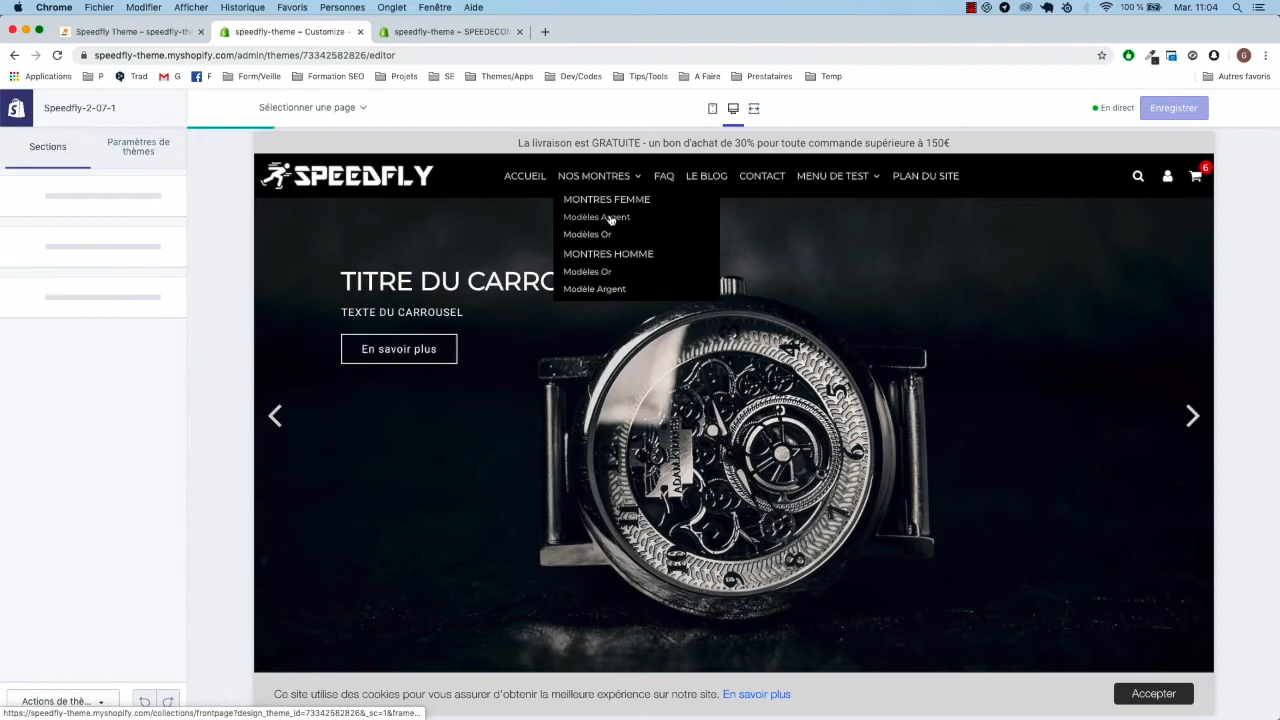 Chrome Fichier Modifier Afficher Historique Favoris Personnes Onglet Fenêtre Aide 100 % Mar. 11:04
Speedfly Theme – speedfly-the speedfly-theme ~ Customize - speedfly-theme ~ SPEEDECOM
speedfly-theme.myshopify.com/admin/themes/73342582826/editor G
Applications P Trad M G F Form/Veille Formation SEO Projets SE Themes/Apps Dev/Codes Tips/Tools A Faire Prestataires Temp Autres favoris
Speedfly-2-07-1 Sélectionner une page En direct Enregistrer
Sections Paramètres de thèmes
La livraison est GRATUITE - un bon d'achat de 30% pour toute commande supérieure à 150€
SPEEDFLY ACCUEIL NOS MONTRES FAQ LE BLOG CONTACT MENU DE TEST PLAN DU SITE 6
MONTRES FEMME
Modèles Argent
Modèles Or
MONTRES HOMME
Modèles Or
Modèle Argent
TITRE DU CARRO
TEXTE DU CARROUSEL
En savoir plus
Ce site utilise des cookies pour vous assurer d'obtenir la meilleure expérience sur notre site. En savoir plus Accepter
Actions de thè...
https://speedfly-theme.myshopify.com/collections/frontpage?design_theme_id=73342582826&_sc=1&frame...